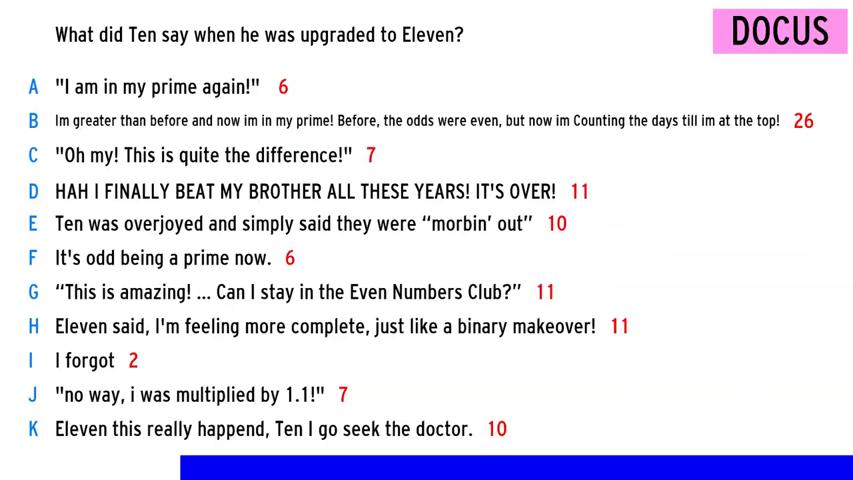 What did Ten say when he was upgraded to Eleven?
DOCUS
A "I am in my prime again!" 6
B Im greater than before and now im in my prime! Before, the odds were even, but now im Counting the days till im at the top! 26
C "Oh my! This is quite the difference!" 7
D HAH I FINALLY BEAT MY BROTHER ALL THESE YEARS! IT'S OVER! 11
E Ten was overjoyed and simply said they were “morbin’ out” 10
F It's odd being a prime now. 6
G “This is amazing! ... Can I stay in the Even Numbers Club?” 11
H Eleven said, I'm feeling more complete, just like a binary makeover! 11
I I forgot 2
J "no way, i was multiplied by 1.1!" 7
K Eleven this really happend, Ten I go seek the doctor. 10